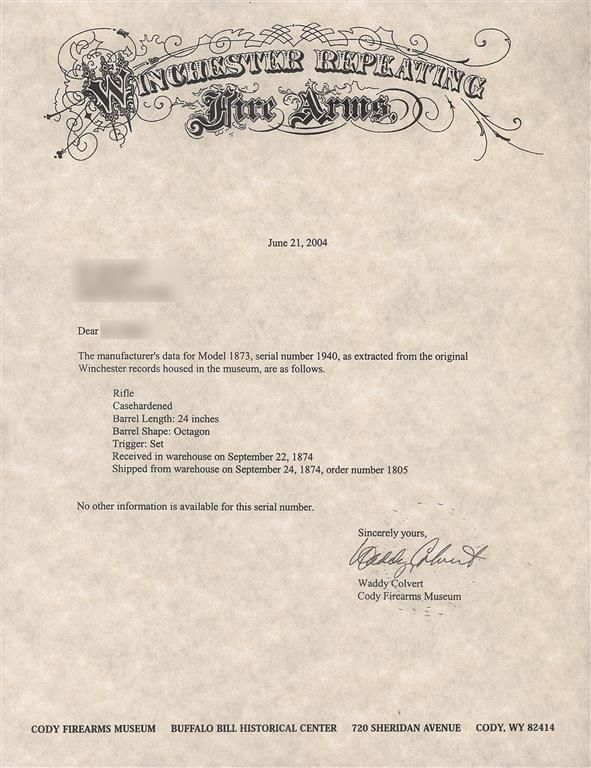 WINCHESTER REPEATING
Fire Arms.
June 21, 2004
Dear
The manufacturer's data for Model 1873, serial number 1940, as extracted from the original
Winchester records housed in the museum, are as follows.
Rifle
Casehardened
Barrel Length: 24 inches
Barrel Shape: Octagon
Trigger: Set
Received in warehouse on September 22, 1874
Shipped from warehouse on September 24, 1874, order number 1805
No other information is available for this serial number.
Sincerely yours,
Waddy Colvert
Waddy Colvert
Cody Firearms Museum
CODY FIREARMS MUSEUM BUFFALO BILL HISTORICAL CENTER 720 SHERIDAN AVENUE CODY, WY 82414